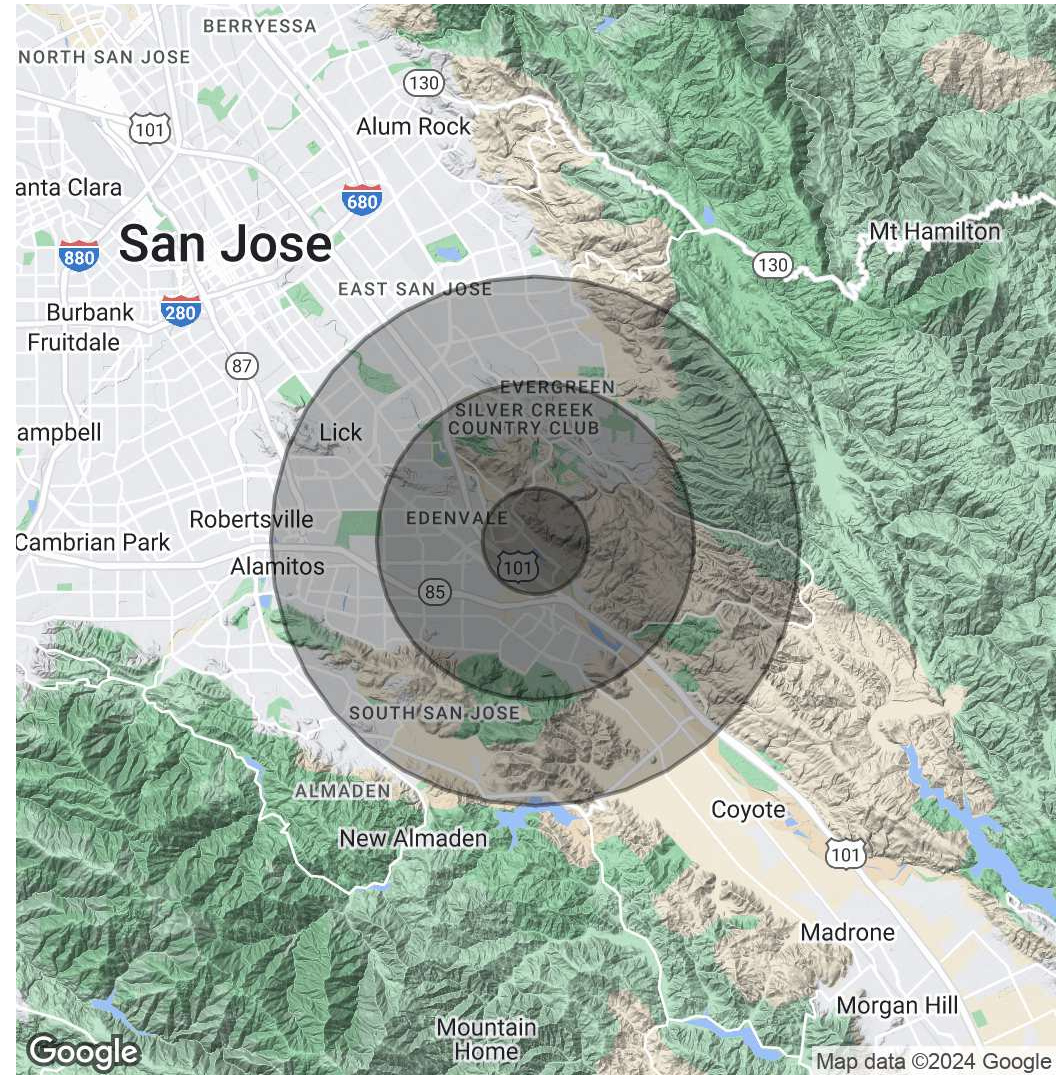 BERRYESSA
NORTH SAN JOSE
130
101
Alum Rock
anta Clara
680
Mt Hamilton
San Jose
880
130
EAST SAN JOSE
280
Burbank
Fruitdale
87
EVERGREEN
SILVER CREEK
COUNTRY CLUB
ampbell
Lick
Robertsville
EDENVALE
Cambrian Park
Alamitos
101
85
SOUTH SAN JOSE
ALMADEN
Coyote
New Almaden
101
Madrone
Morgan Hill
Mountain
Home
Google
Map data ©2024 Google